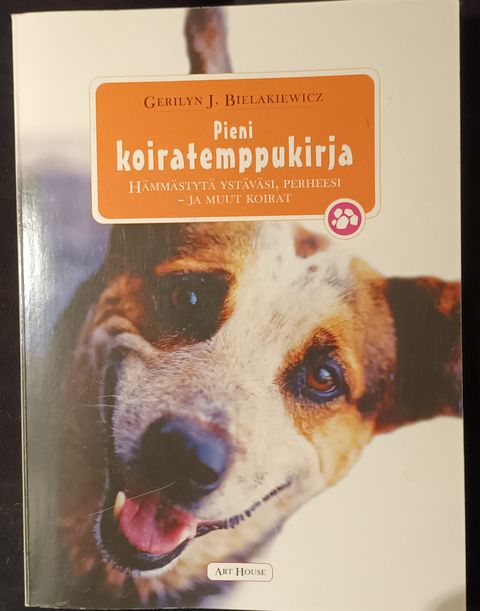 GERILYN J. BIELAKIEWICZ
Pieni
koiratemppukirja
HÄMMÄSTYTÄ YSTÄVÄSI, PERHEESI
– JA MUUT KOIRAT
ART HOUSE